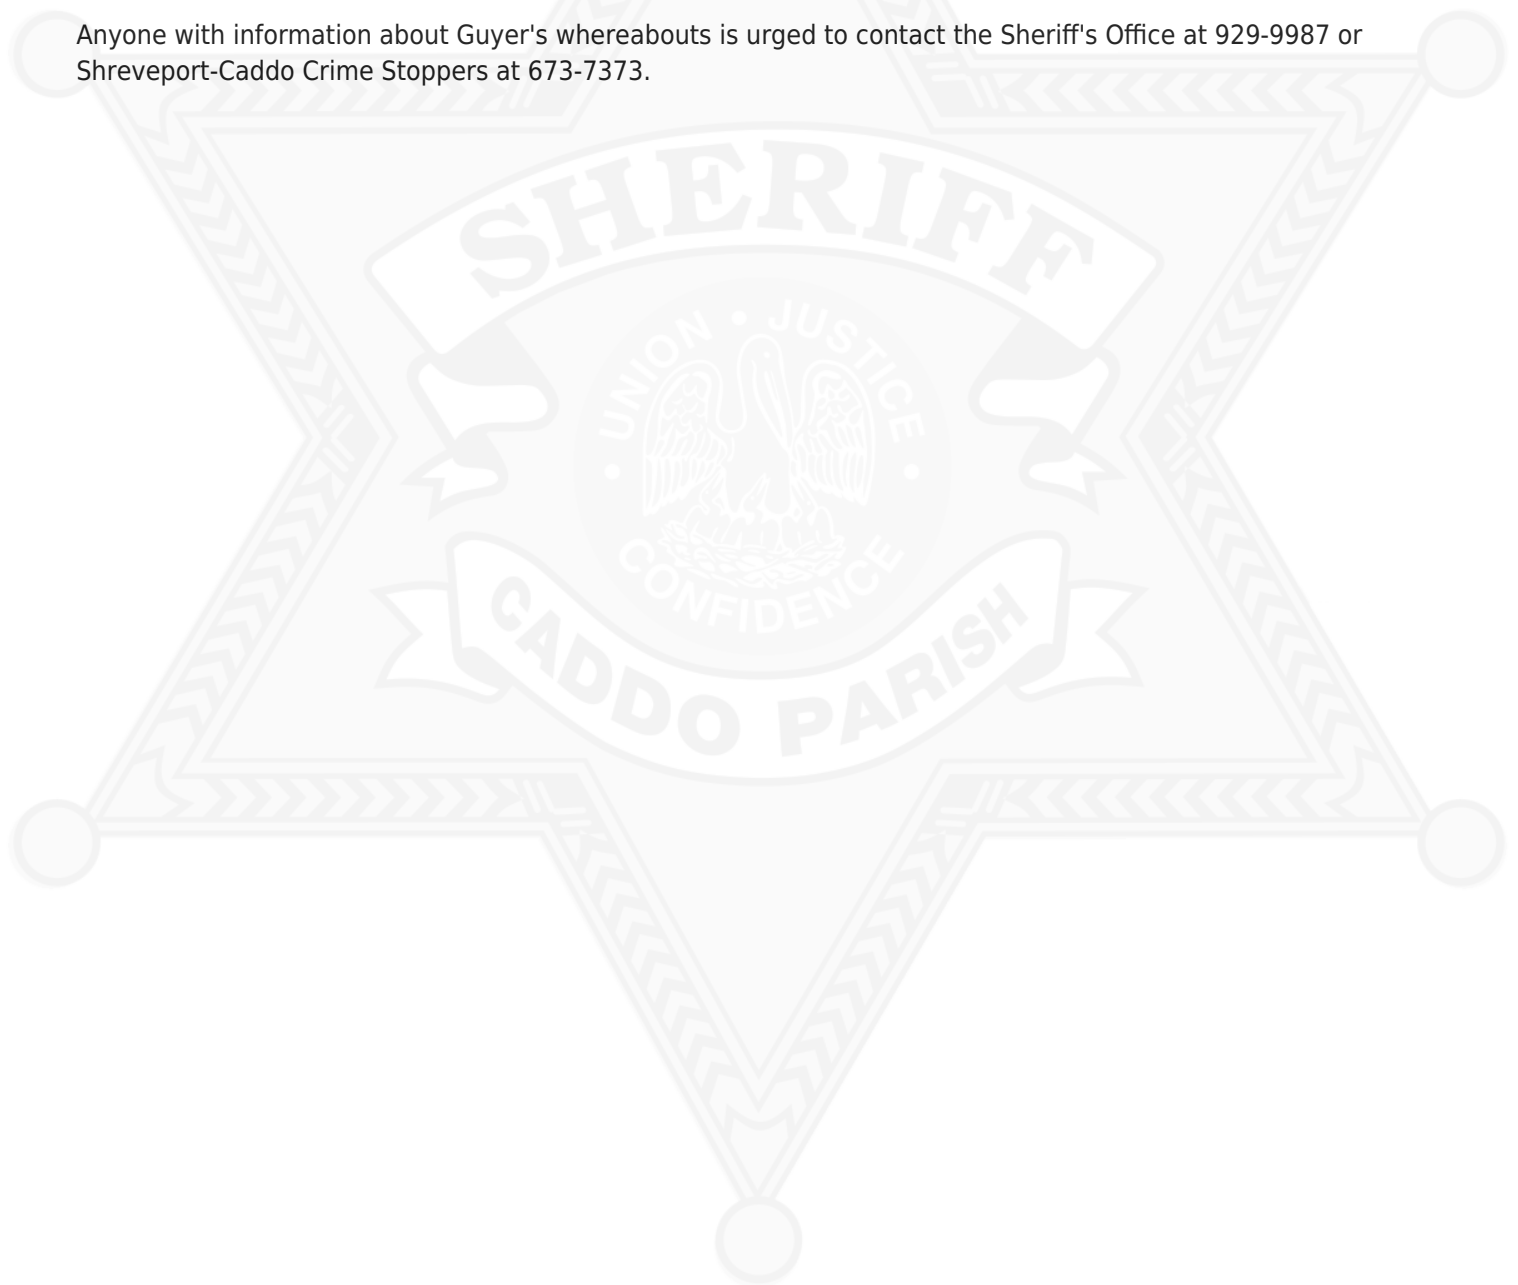 Anyone with information about Guyer's whereabouts is urged to contact the Sheriff's Office at 929-9987 or
Shreveport-Caddo Crime Stoppers at 673-7373.
SHERIFF
UNION • JUSTICE
CONFIDENCE
CADDO PARISH